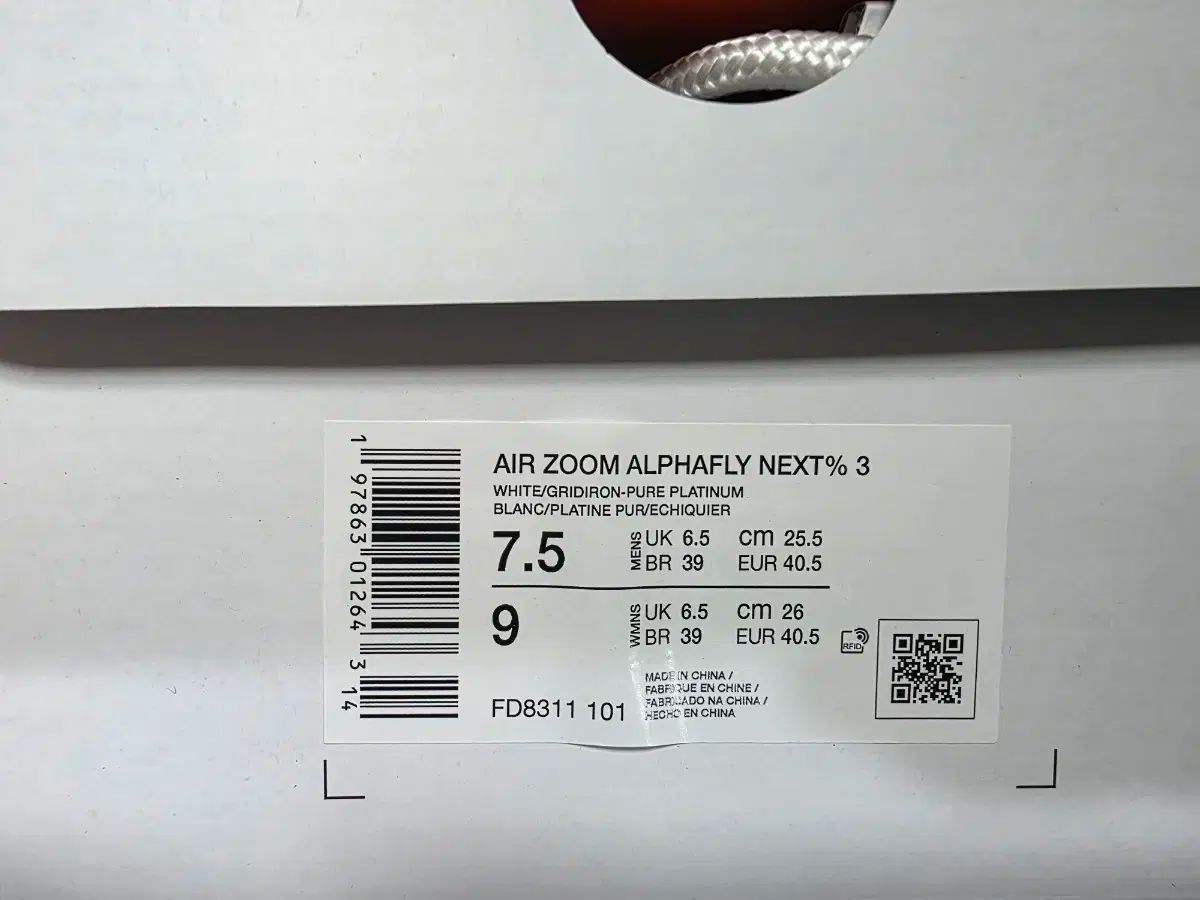 AIR ZOOM ALPHAFLY NEXT% 3
WHITE/GRIDIRON-PURE PLATINUM
BLANC/PLATINE PUR/ECHIQUIER
7.5 MENS UK 6.5 cm 25.5
BR 39 EUR 40.5
9 WMNS UK 6.5 cm 26
BR 39 EUR 40.5
RFID
MADE IN CHINA /
FABRIQUE EN CHINE /
FABRICADO NA CHINA /
HECHO EN CHINA
FD8311 101
1 97863 01264 3 14